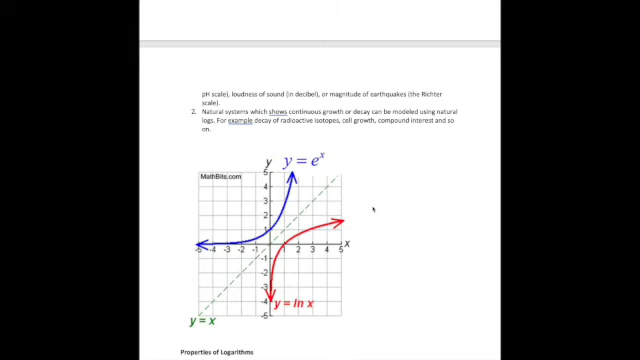 pH scale), loudness of sound (in decibel), or magnitude of earthquakes (the Richter
scale).
2. Natural systems which shows continuous growth or decay can be modeled using natural
logs. For example decay of radioactive isotopes, cell growth, compound interest and so
on.
y = e^x
MathBits.com
y
5
4
3
2
1
-5 -4 -3 -2 -1 1 2 3 4 5 x
-1
-2
-3
-4
-5
y = ln x
y = x
Properties of Logarithms